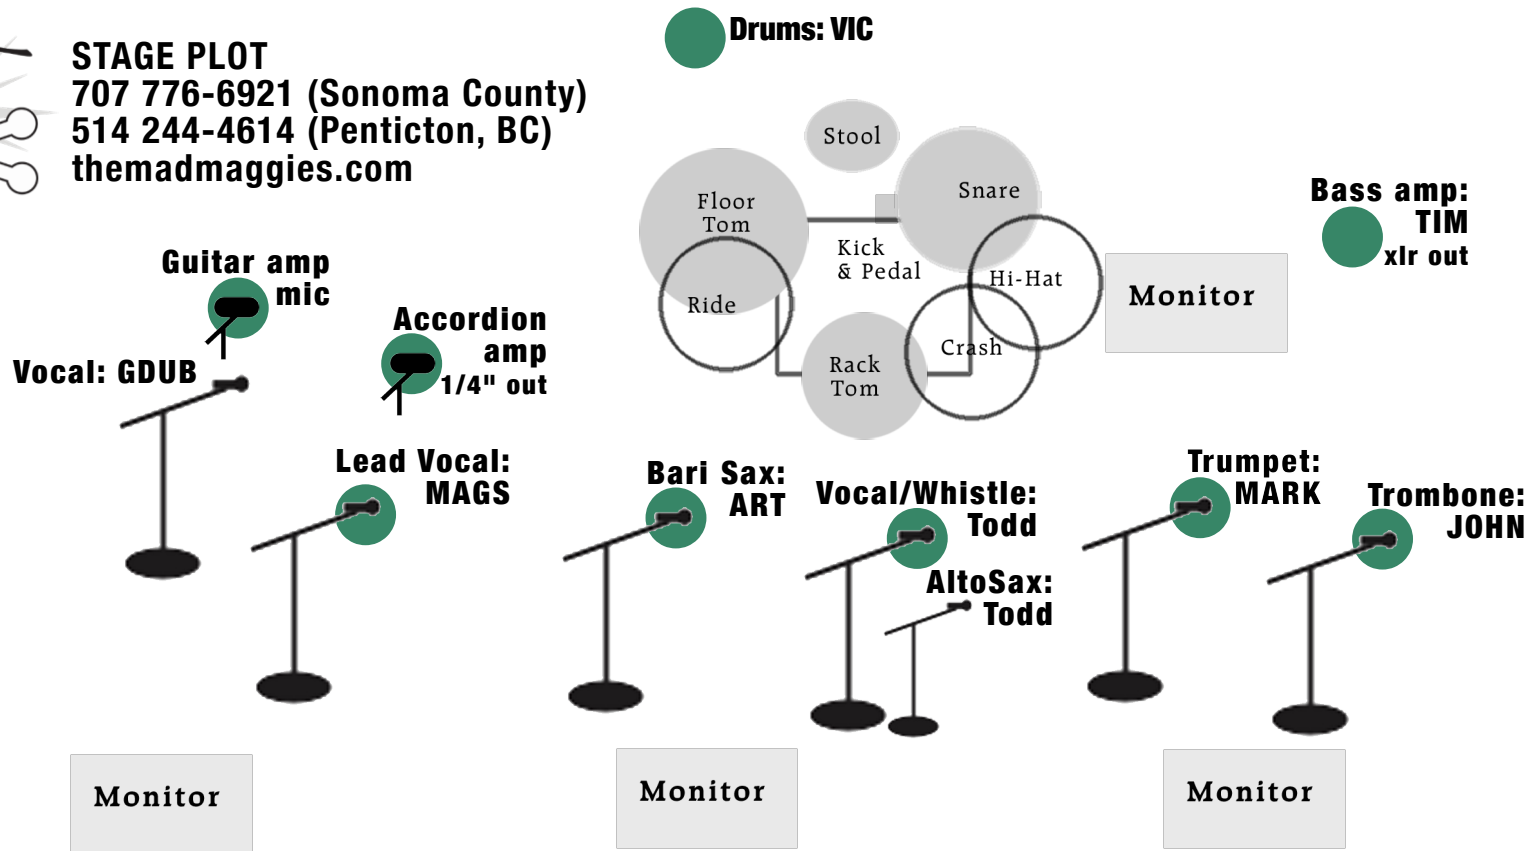 STAGE PLOT
707 776-6921 (Sonoma County)
514 244-4614 (Penticton, BC)
themadmaggies.com
Drums: VIC
Stool
Floor
Tom
Snare
Kick
& Pedal
Hi-Hat
Ride
Crash
Rack
Tom
Monitor
Bass amp:
TIM
xlr out
Guitar amp
mic
Accordion
amp
1/4" out
Vocal: GDUB
Lead Vocal:
MAGS
Bari Sax:
ART
Vocal/Whistle:
Todd
AltoSax:
Todd
Trumpet:
MARK
Trombone:
JOHN
Monitor
Monitor
Monitor